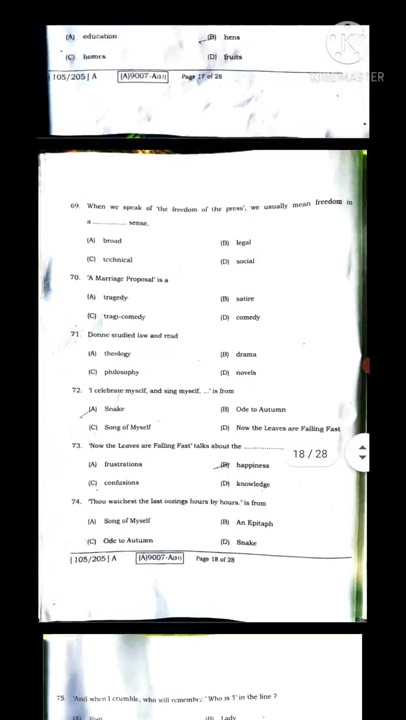 (A) education (B) hens
(C) homes (D) fruits
KINEMASTER
| 105/205 | A (A)9007-A Page 17 of 28
69. When we speak of 'the freedom of the press', we usually mean freedom in
a .............. sense.
(A) broad (B) legal
(C) technical (D) social
70. 'A Marriage Proposal' is a
(A) tragedy (B) satire
(C) tragi-comedy (D) comedy
71. Donne studied law and read
(A) theology (B) drama
(C) philosophy (D) novels
72. 'I celebrate myself, and sing myself, ...' is from
(A) Snake (B) Ode to Autumn
(C) Song of Myself (D) Now the Leaves are Falling Fast
73. 'Now the Leaves are Falling Fast' talks about the ..............
18 / 28
(A) frustrations (B) happiness
(C) confusions (D) knowledge
74. 'Thou watchest the last oozings hours by hours.' is from
(A) Song of Myself (B) An Epitaph
(C) Ode to Autumn (D) Snake
| 105/205 | A (A)9007-A Page 18 of 28
75. 'And when I crumble, who will remember.' Who is 'I' in the line ?
(A) Poet (B) Lady